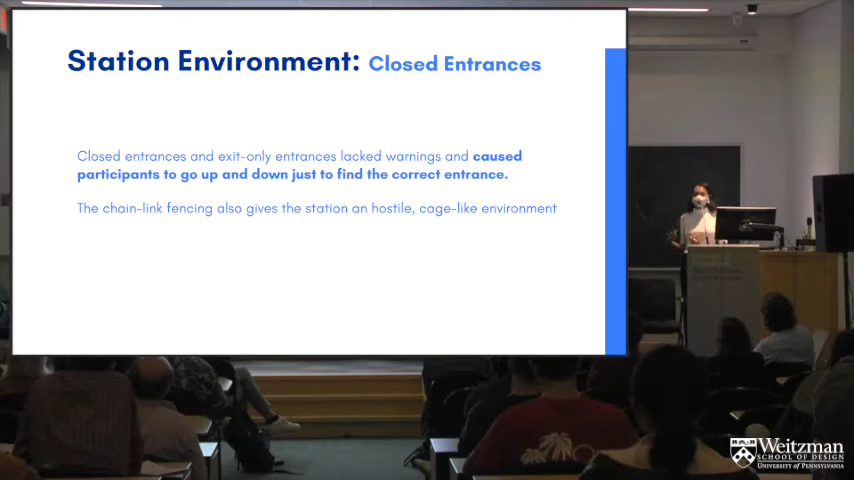 Station Environment: Closed Entrances
Closed entrances and exit-only entrances lacked warnings and caused
participants to go up and down just to find the correct entrance.
The chain-link fencing also gives the station an hostile, cage-like environment
Weitzman
SCHOOL OF DESIGN
UNIVERSITY of PENNSYLVANIA